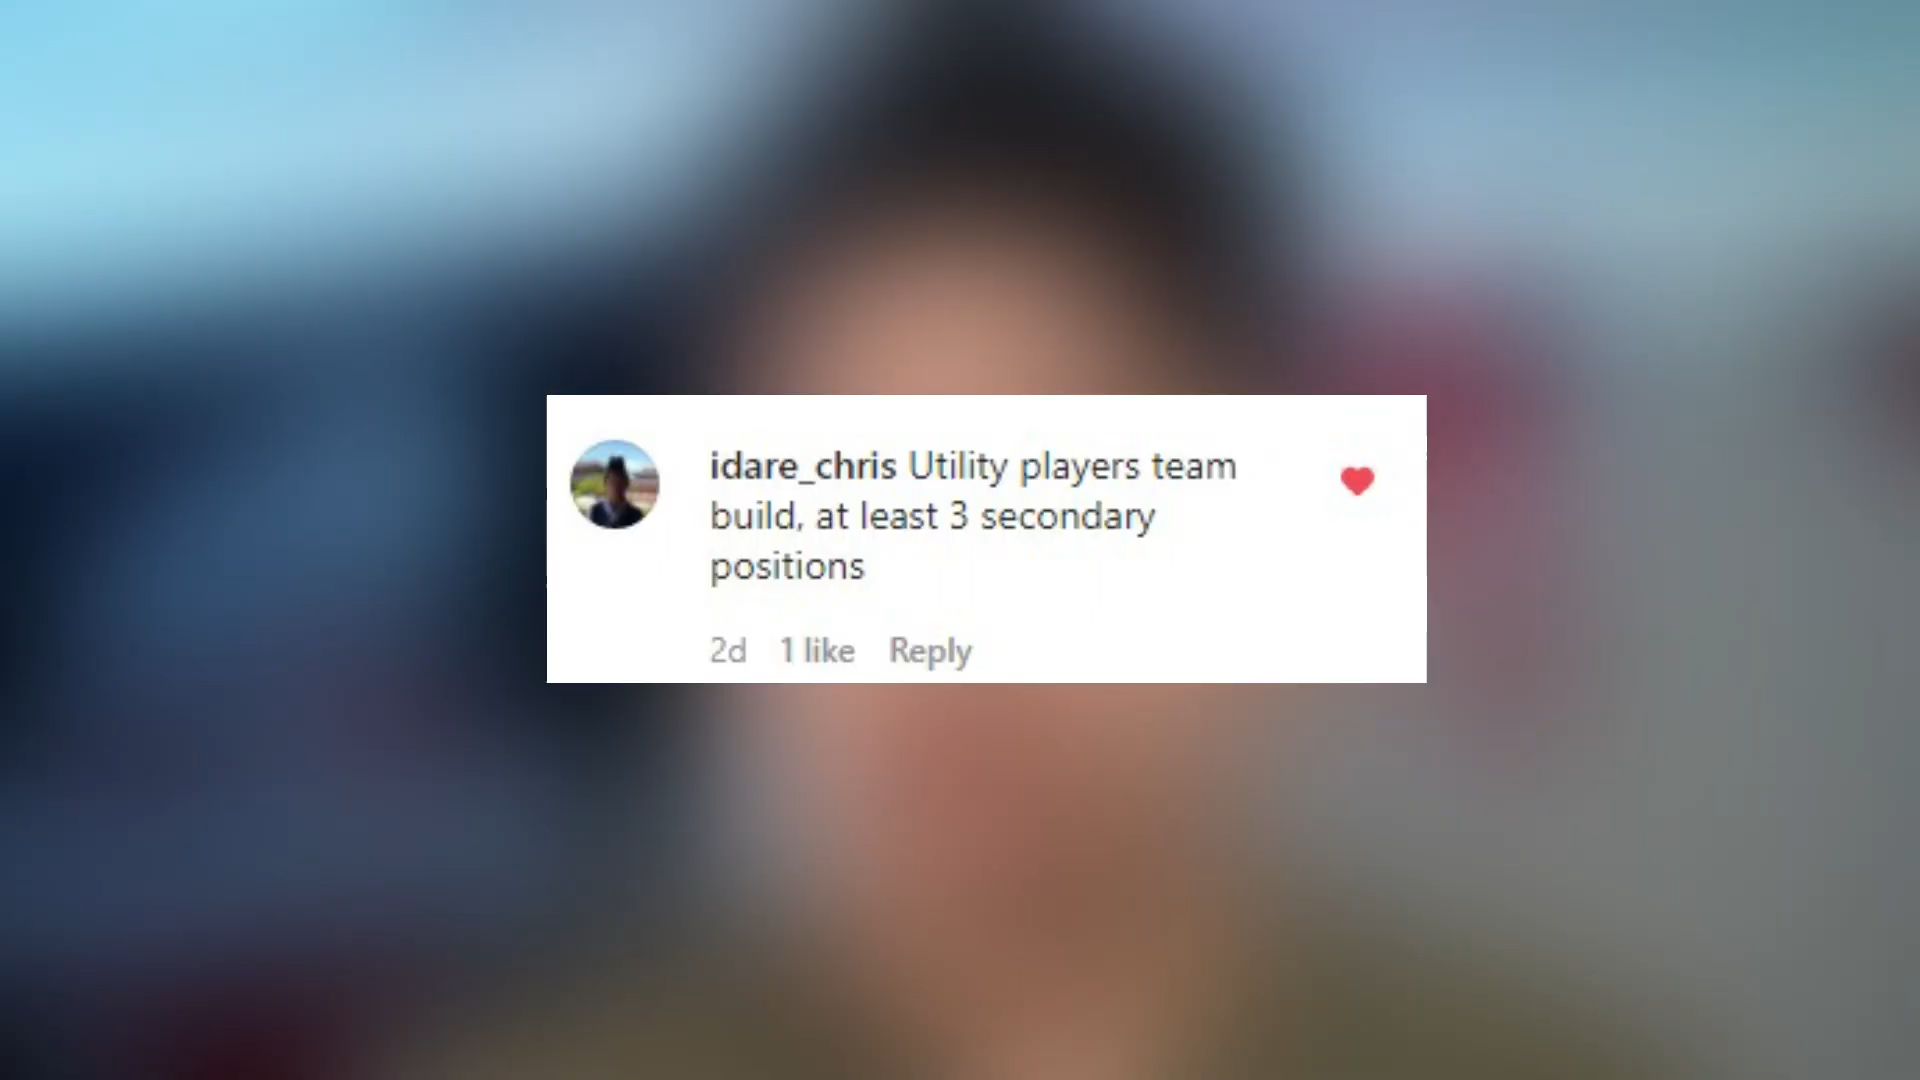 idare_chris Utility players team
build, at least 3 secondary
positions
2d 1 like Reply